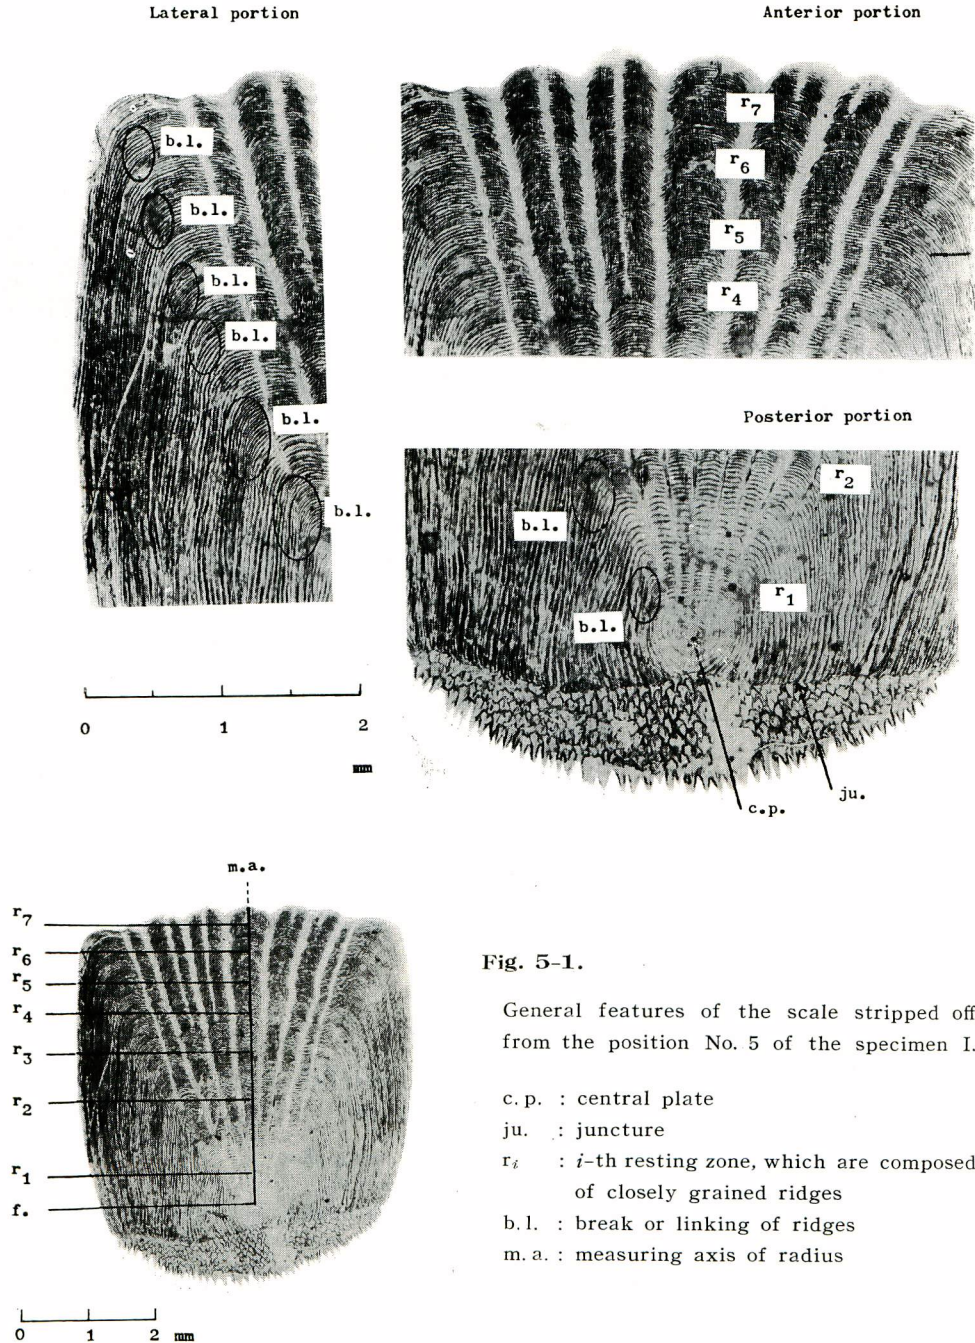 Lateral portion
Anterior portion
b.l.
b.l.
b.l.
b.l.
b.l.
b.l.
0 1 2
mm
r7
r6
r5
r4
Posterior portion
r2
b.l.
r1
b.l.
c.p.
ju.
m.a.
r7
r6
r5
r4
r3
r2
r1
f.
0 1 2 mm
Fig. 5-1.
General features of the scale stripped off
from the position No. 5 of the specimen I.
c. p. : central plate
ju. : juncture
ri : i-th resting zone, which are composed
of closely grained ridges
b. l. : break or linking of ridges
m. a. : measuring axis of radius